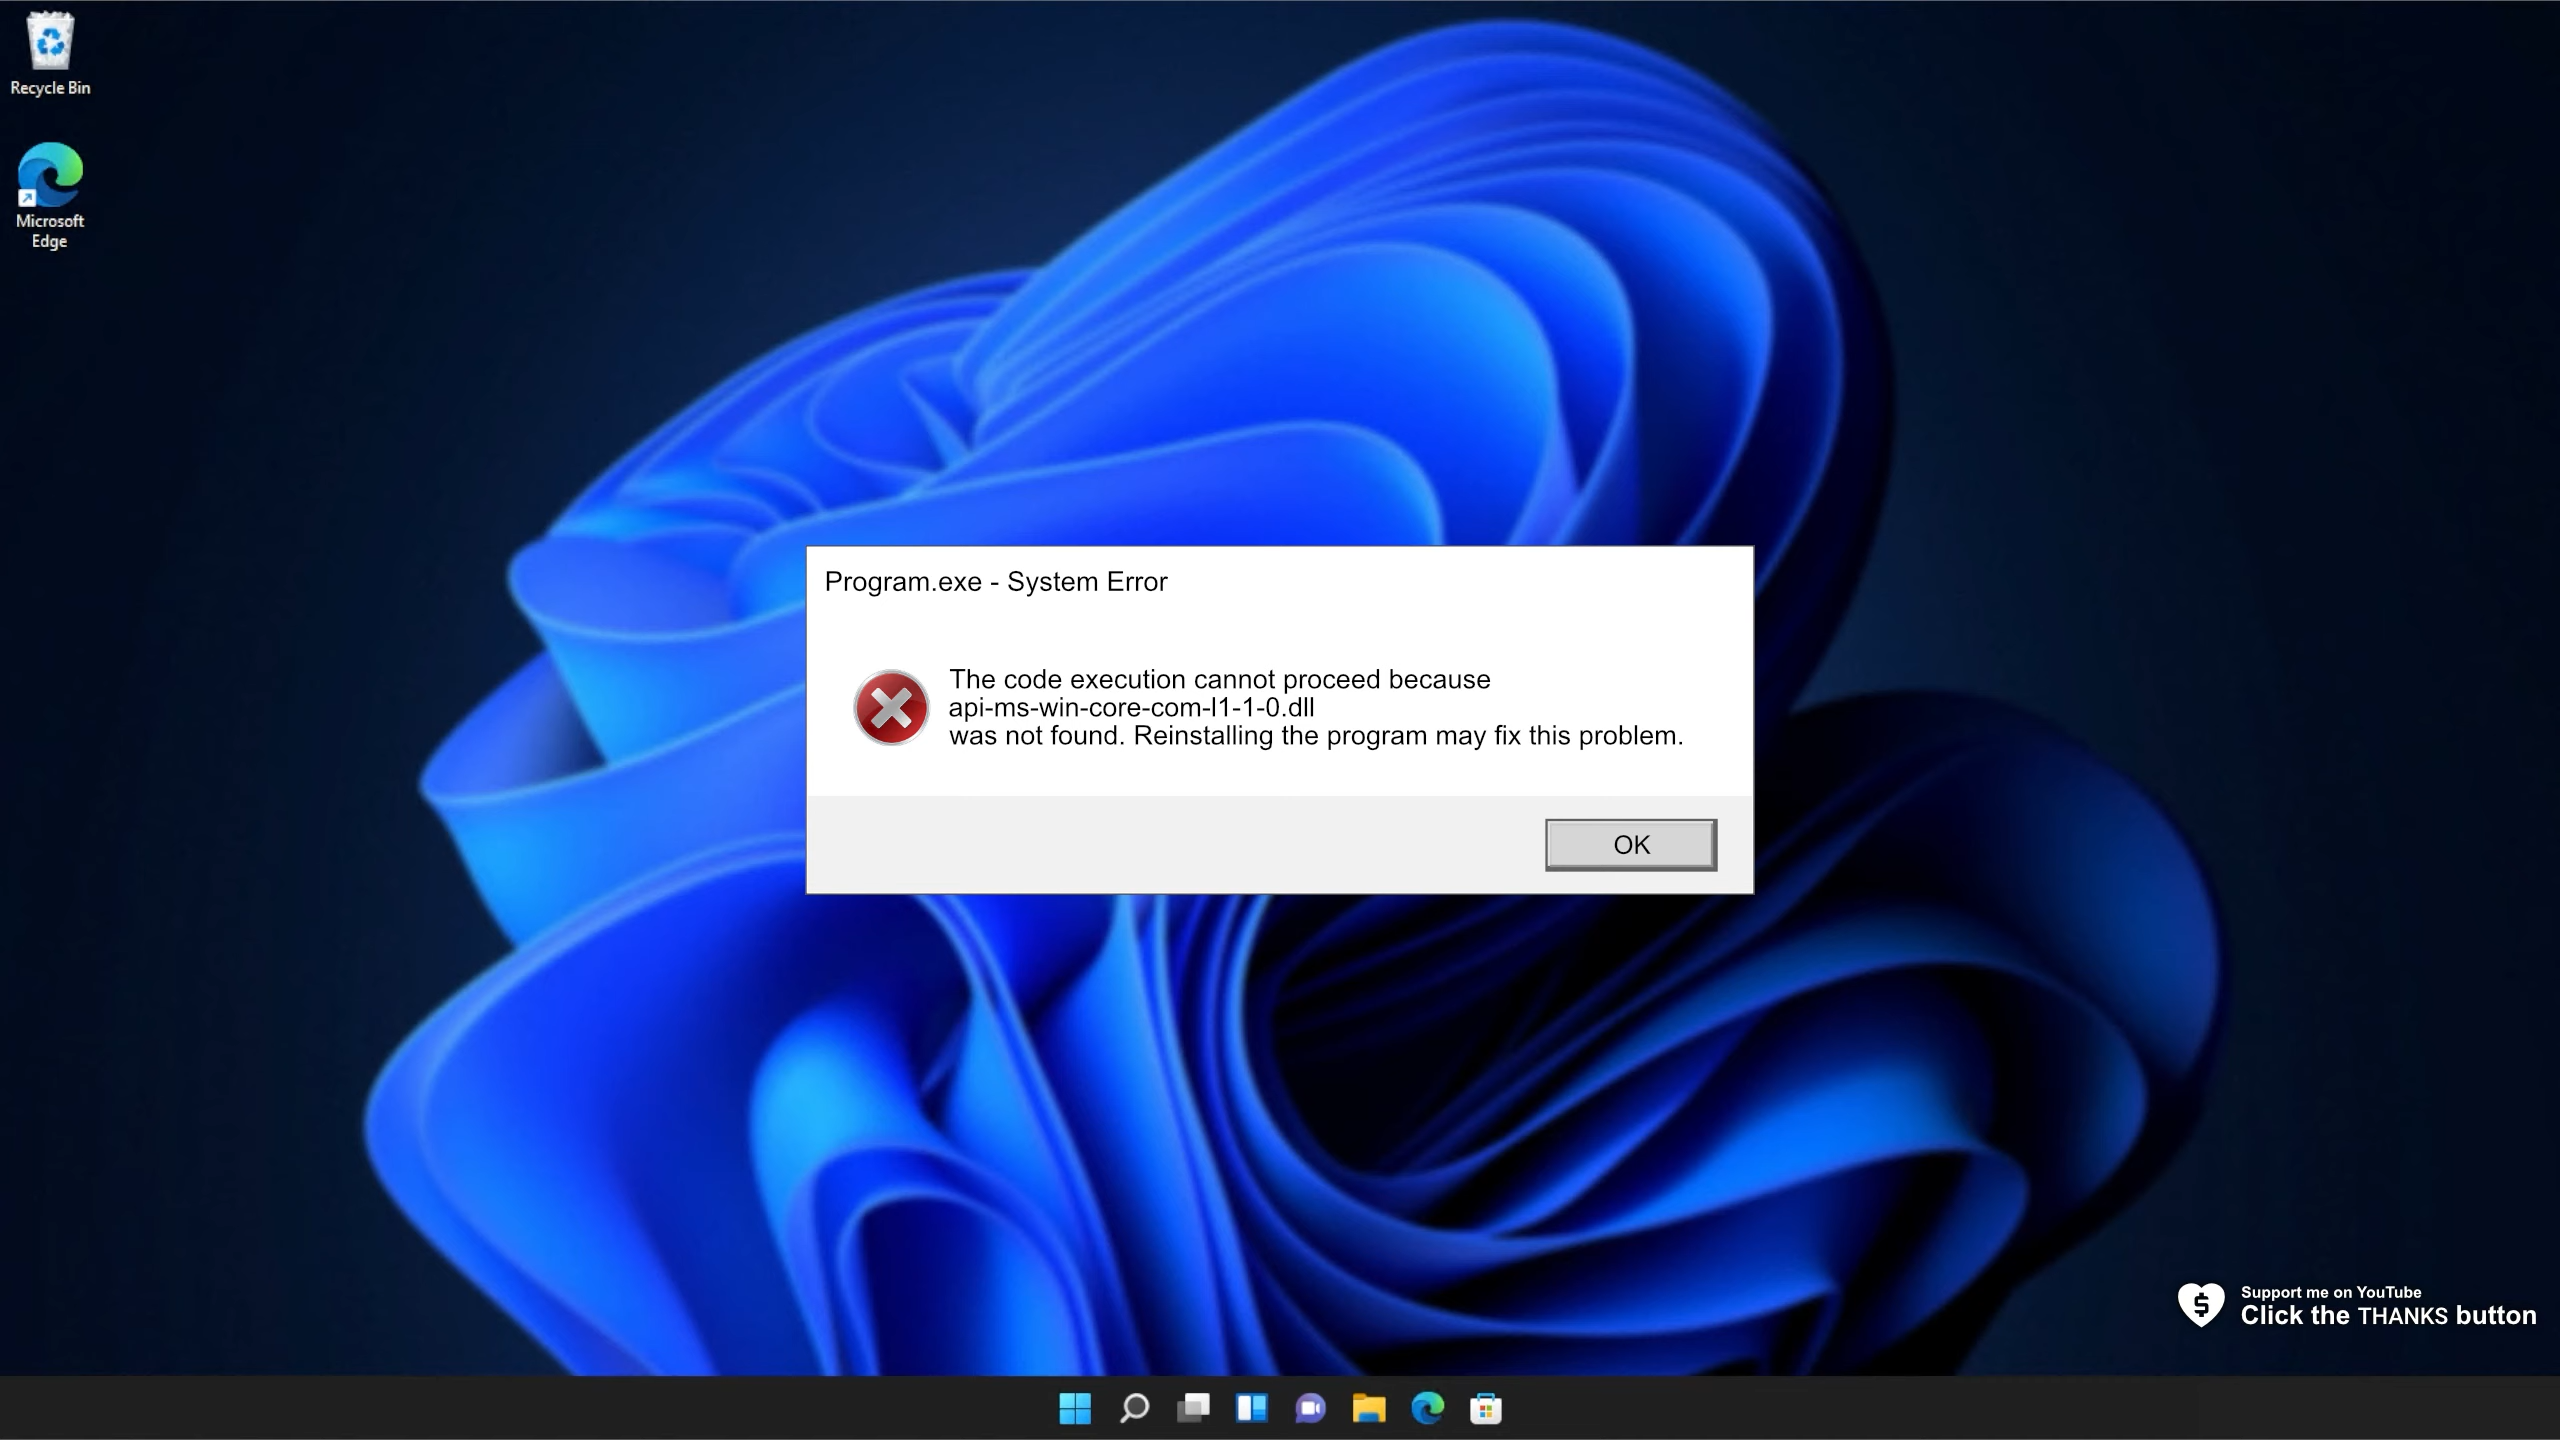 Recycle Bin
Microsoft
Edge
Program.exe - System Error
The code execution cannot proceed because
api-ms-win-core-com-l1-1-0.dll
was not found. Reinstalling the program may fix this problem.
OK
$
Support me on YouTube
Click the THANKS button